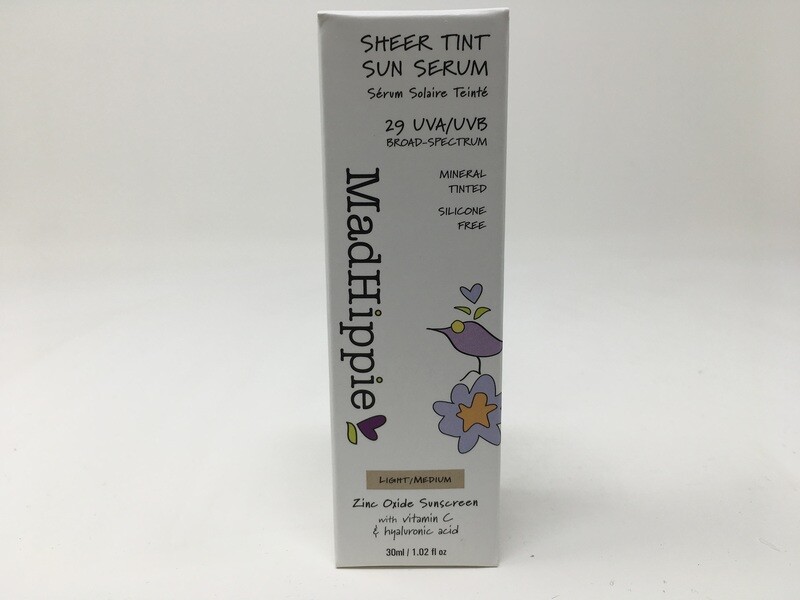 SHEER TINT
SUN SERUM
Sérum Solaire Teinté
29 UVA/UVB
BROAD-SPECTRUM
MINERAL
TINTED
SILICONE
FREE
MadHippie
LIGHT/MEDIUM
Zinc Oxide Sunscreen
with vitamin C
& hyaluronic acid
30ml / 1.02 fl oz